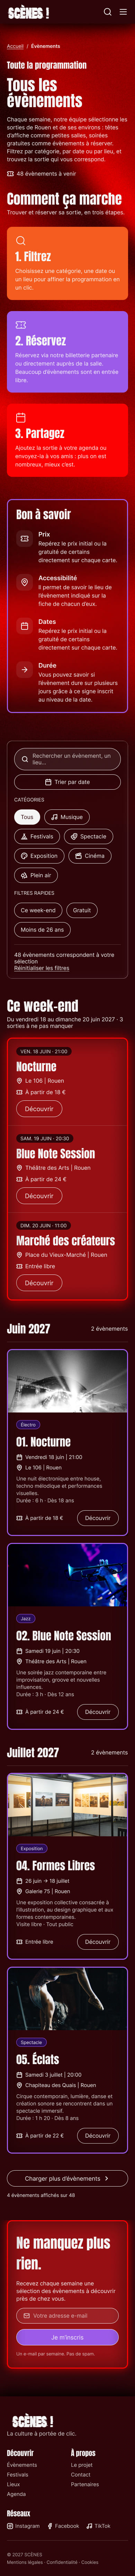 SCÈNES !
Accueil / Évènements
Toute la programmation
Tous les
évènements
Chaque semaine, notre équipe sélectionne les
sorties de Rouen et de ses environs : têtes
d'affiche comme petites salles, grands
festivals comme évènements à réserver.
Filtrez par catégorie, par date ou par lieu, et
trouvez la sortie qui vous correspond.
48 évènements à venir
Comment ça marche
Trouver et réserver sa sortie, en trois étapes.
1. Filtrez
Choisissez une catégorie, une date ou
un lieu pour affiner la programmation en
un clic.
2. Réservez
Réservez via notre billetterie partenaire
ou directement auprès de la salle.
Beaucoup d'évènements sont en entrée
libre.
3. Partagez
Ajoutez la sortie à votre agenda ou
envoyez-la à vos amis : plus on est
nombreux, mieux c'est.
Bon à savoir
Prix
Repérez le prix initial ou la
gratuité de certains
directement sur chaque carte.
Accessibilité
Il permet de savoir le lieu de
l'évènement indiqué sur la
fiche de chacun d'eux.
Dates
Repérez le prix initial ou la
gratuité de certains
directement sur chaque carte.
Durée
Vous pouvez savoir si
l'évènement dure sur plusieurs
jours grâce à ce signe inscrit
au niveau de la date.
Rechercher un évènement, un
lieu...
Trier par date
CATÉGORIES
Tous
Musique
Festivals
Spectacle
Exposition
Cinéma
Plein air
FILTRES RAPIDES
Ce week-end
Gratuit
Moins de 26 ans
48 évènements correspondent à votre
sélection
Réinitialiser les filtres
Ce week-end
Du vendredi 18 au dimanche 20 juin 2027 · 3
sorties à ne pas manquer
VEN. 18 JUIN · 21:00
Nocturne
Le 106 | Rouen
À partir de 18 €
Découvrir
SAM. 19 JUIN · 20:30
Blue Note Session
Théâtre des Arts | Rouen
À partir de 24 €
Découvrir
DIM. 20 JUIN · 11:00
Marché des créateurs
Place du Vieux-Marché | Rouen
Entrée libre
Découvrir
Juin 2027
2 évènements
Électro
01. Nocturne
Vendredi 18 juin | 21:00
Le 106 | Rouen
Une nuit électronique entre house,
techno mélodique et performances
visuelles.
Durée : 6 h · Dès 18 ans
À partir de 18 €
Découvrir
Jazz
02. Blue Note Session
Samedi 19 juin | 20:30
Théâtre des Arts | Rouen
Une soirée jazz contemporaine entre
improvisation, groove et nouvelles
influences.
Durée : 3 h · Dès 12 ans
À partir de 24 €
Découvrir
Juillet 2027
2 évènements
Exposition
04. Formes Libres
26 juin → 18 juillet
Galerie 75 | Rouen
Une exposition collective consacrée à
l'illustration, au design graphique et aux
formes contemporaines.
Visite libre · Tout public
Entrée libre
Découvrir
Spectacle
05. Éclats
Samedi 3 juillet | 20:00
Chapiteau des Quais | Rouen
Cirque contemporain, lumière, danse et
création sonore se rencontrent dans un
spectacle immersif.
Durée : 1 h 20 · Dès 8 ans
À partir de 22 €
Découvrir
Charger plus d'évènements
4 évènements affichés sur 48
Ne manquez plus
rien.
Recevez chaque semaine une
sélection des évènements à découvrir
près de chez vous.
Votre adresse e-mail
Je m'inscris
Un e-mail par semaine. Pas de spam.
SCÈNES !
La culture à portée de clic.
Découvrir
Évènements
Festivals
Lieux
Agenda
À propos
Le projet
Contact
Partenaires
Réseaux
Instagram
Facebook
TikTok
© 2027 SCÈNES
Mentions légales · Confidentialité · Cookies